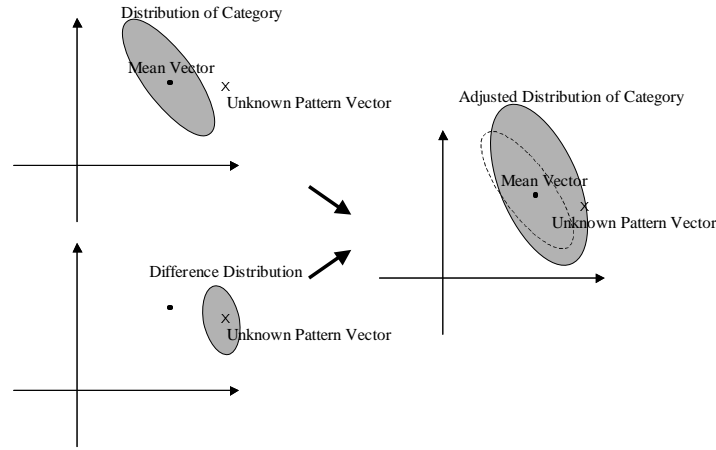 Distribution of Category
Mean Vector
x
Unknown Pattern Vector
Difference Distribution
x
Unknown Pattern Vector
Adjusted Distribution of Category
Mean Vector
x
Unknown Pattern Vector